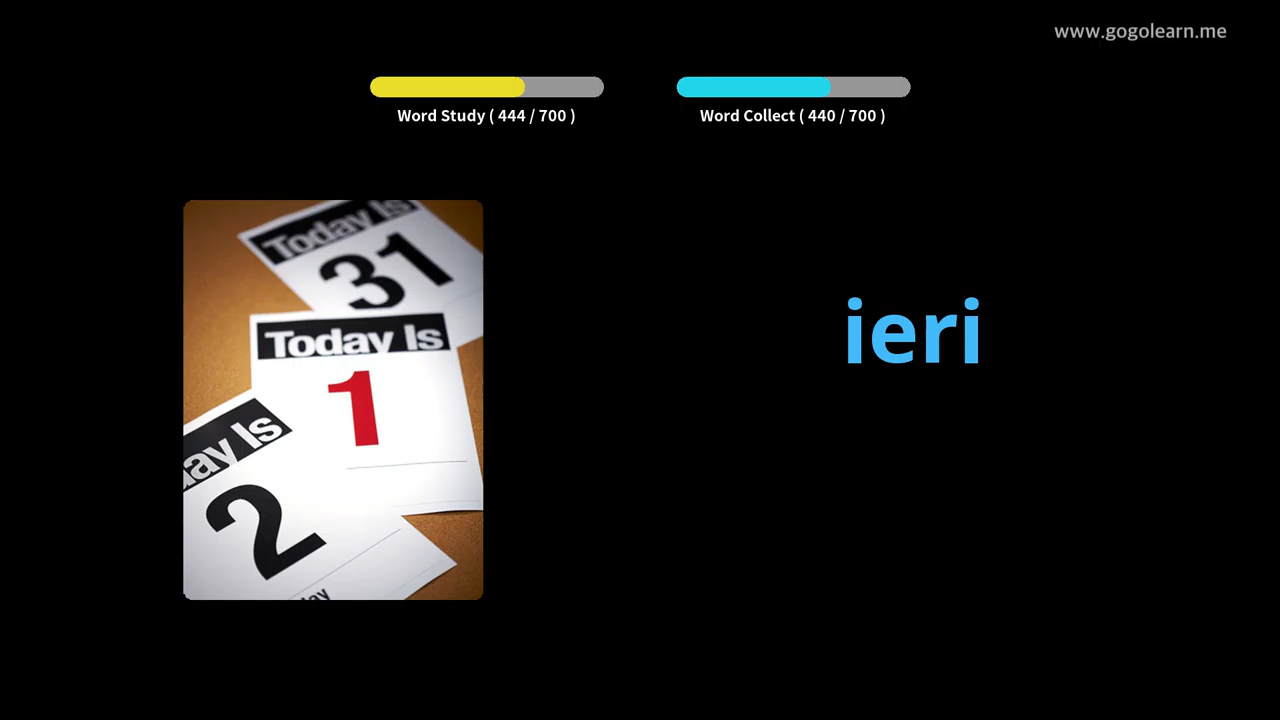 www.gogolearn.me
Word Study ( 444 / 700 )
Word Collect ( 440 / 700 )
Today Is
31
Today Is
1
ay Is
2
ay
ieri